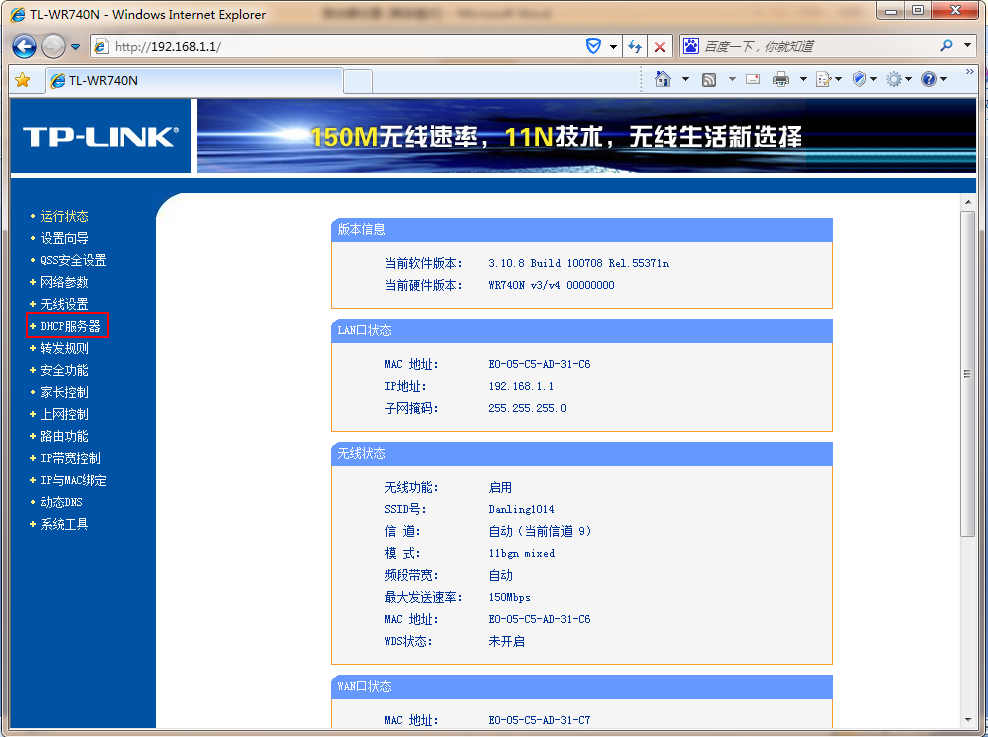 TL-WR740N - Windows Internet Explorer
http://192.168.1.1/
百度一下，你就知道
TL-WR740N
TP-LINK®
150M无线速率，11N技术，无线生活新选择
运行状态
设置向导
QSS安全设置
网络参数
无线设置
DHCP服务器
转发规则
安全功能
家长控制
上网控制
路由功能
IP带宽控制
IP与MAC绑定
动态DNS
系统工具
版本信息
当前软件版本： 3.10.8 Build 100708 Rel.55371n
当前硬件版本： WR740N v3/v4 00000000
LAN口状态
MAC 地址： E0-05-C5-AD-31-C6
IP地址： 192.168.1.1
子网掩码： 255.255.255.0
无线状态
无线功能： 启用
SSID号： Danling1014
信 道： 自动（当前信道 9）
模 式： 11bgn mixed
频段带宽： 自动
最大发送速率： 150Mbps
MAC 地址： E0-05-C5-AD-31-C6
WDS状态： 未开启
WAN口状态
MAC 地址： E0-05-C5-AD-31-C7